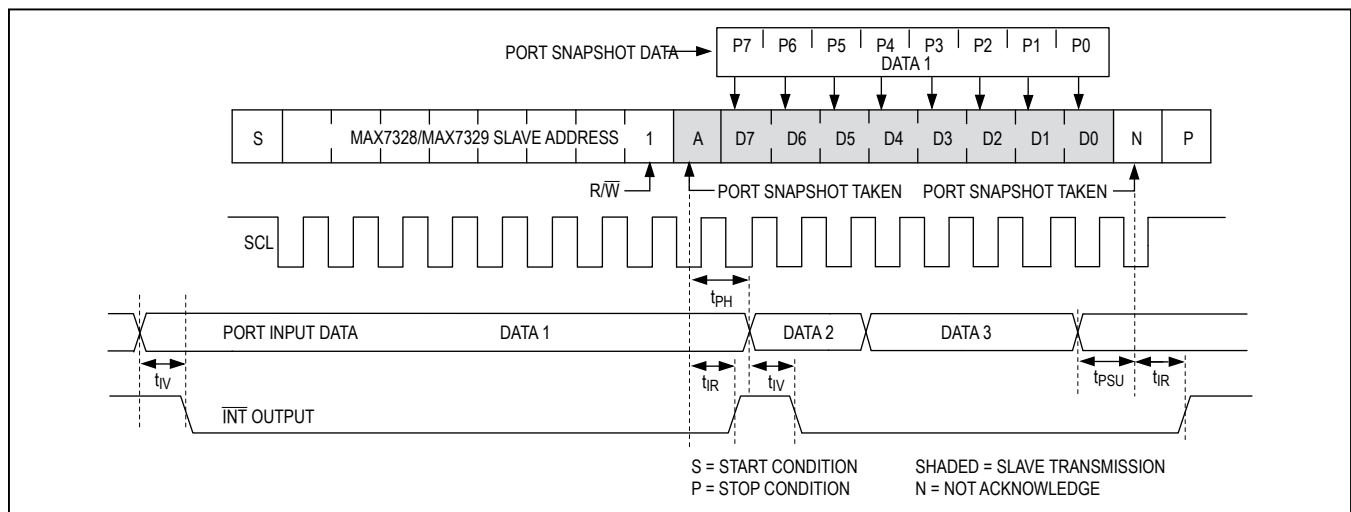 PORT SNAPSHOT DATA P7 P6 P5 P4 P3 P2 P1 P0
DATA 1
S MAX7328/MAX7329 SLAVE ADDRESS 1 A D7 D6 D5 D4 D3 D2 D1 D0 N P
R/W̅ PORT SNAPSHOT TAKEN PORT SNAPSHOT TAKEN
SCL
tPH
PORT INPUT DATA DATA 1 DATA 2 DATA 3
tIV tIR tIV tPSU tIR
I̅N̅T̅ OUTPUT
S = START CONDITION SHADED = SLAVE TRANSMISSION
P = STOP CONDITION N = NOT ACKNOWLEDGE